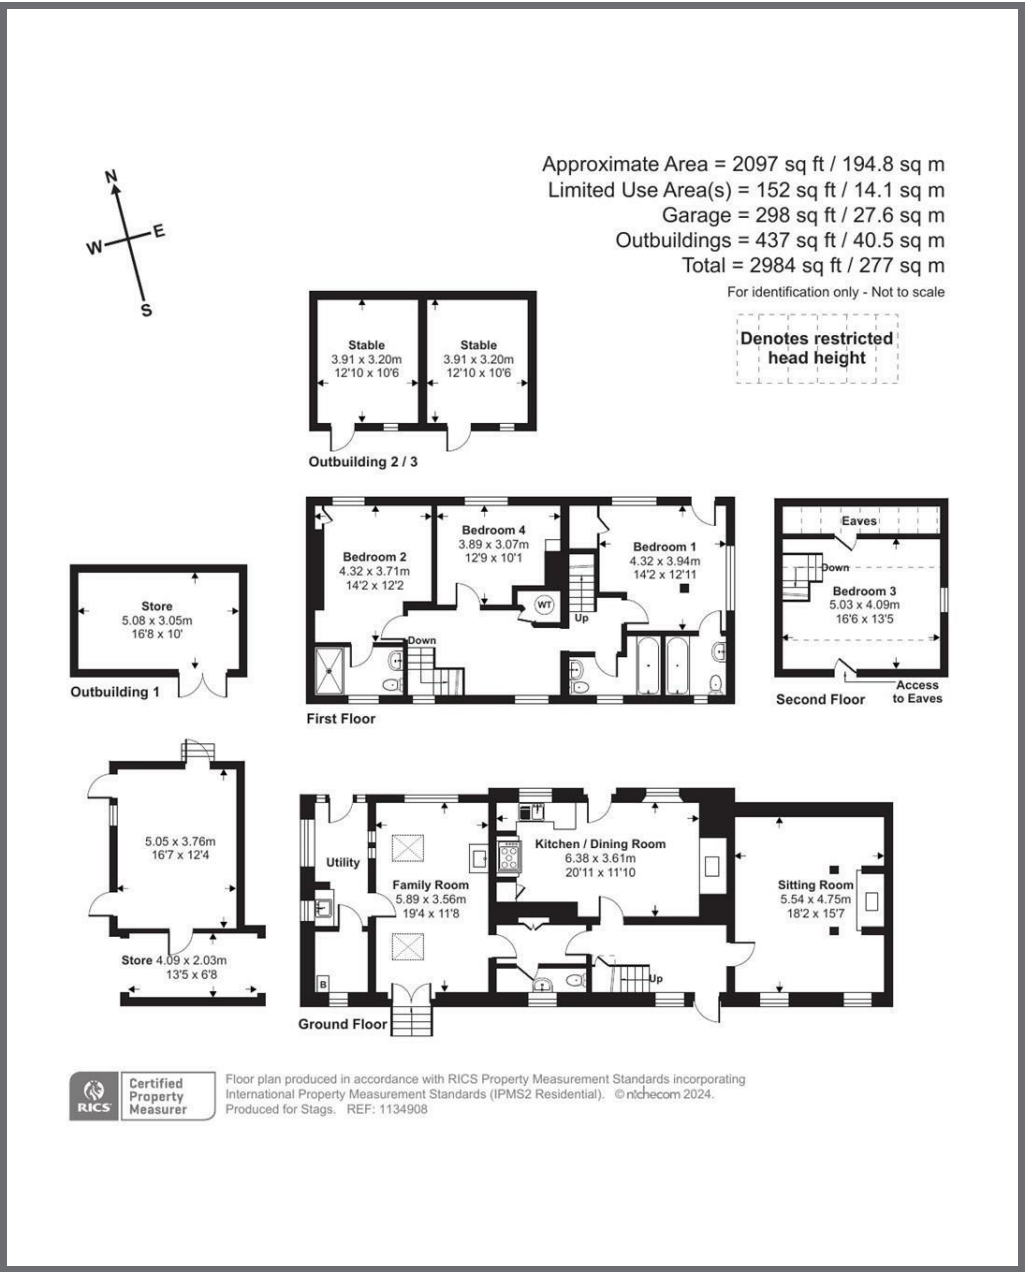 Approximate Area = 2097 sq ft / 194.8 sq m
Limited Use Area(s) = 152 sq ft / 14.1 sq m
Garage = 298 sq ft / 27.6 sq m
Outbuildings = 437 sq ft / 40.5 sq m
Total = 2984 sq ft / 277 sq m
For identification only - Not to scale
Denotes restricted
head height
N
W
E
S
Stable
3.91 x 3.20m
12'10 x 10'6
Stable
3.91 x 3.20m
12'10 x 10'6
Outbuilding 2 / 3
Store
5.08 x 3.05m
16'8 x 10'
Outbuilding 1
Bedroom 2
4.32 x 3.71m
14'2 x 12'2
Bedroom 4
3.89 x 3.07m
12'9 x 10'1
WT
Bedroom 1
4.32 x 3.94m
14'2 x 12'11
Up
Down
First Floor
Eaves
Down
Bedroom 3
5.03 x 4.09m
16'6 x 13'5
Second Floor
Access
to Eaves
5.05 x 3.76m
16'7 x 12'4
Store 4.09 x 2.03m
13'5 x 6'8
Utility
B
Family Room
5.89 x 3.56m
19'4 x 11'8
Kitchen / Dining Room
6.38 x 3.61m
20'11 x 11'10
Sitting Room
5.54 x 4.75m
18'2 x 15'7
Up
Ground Floor
RICS
Certified
Property
Measurer
Floor plan produced in accordance with RICS Property Measurement Standards incorporating
International Property Measurement Standards (IPMS2 Residential). © nichecom 2024.
Produced for Stags. REF: 1134908